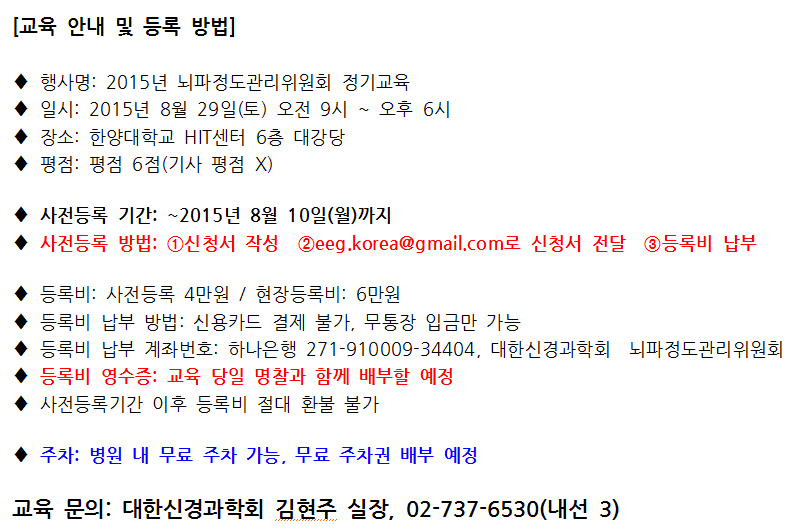 [교육 안내 및 등록 방법]
◆ 행사명: 2015년 뇌파정도관리위원회 정기교육
◆ 일시: 2015년 8월 29일(토) 오전 9시 ~ 오후 6시
◆ 장소: 한양대학교 HIT센터 6층 대강당
◆ 평점: 평점 6점(기사 평점 X)
◆ 사전등록 기간: ~2015년 8월 10일(월)까지
◆ 사전등록 방법: ①신청서 작성 ②eeg.korea@gmail.com로 신청서 전달 ③등록비 납부
◆ 등록비: 사전등록 4만원 / 현장등록비: 6만원
◆ 등록비 납부 방법: 신용카드 결제 불가, 무통장 입금만 가능
◆ 등록비 납부 계좌번호: 하나은행 271-910009-34404, 대한신경과학회 뇌파정도관리위원회
◆ 등록비 영수증: 교육 당일 명찰과 함께 배부할 예정
◆ 사전등록기간 이후 등록비 절대 환불 불가
◆ 주차: 병원 내 무료 주차 가능, 무료 주차권 배부 예정
교육 문의: 대한신경과학회 김현주 실장, 02-737-6530(내선 3)